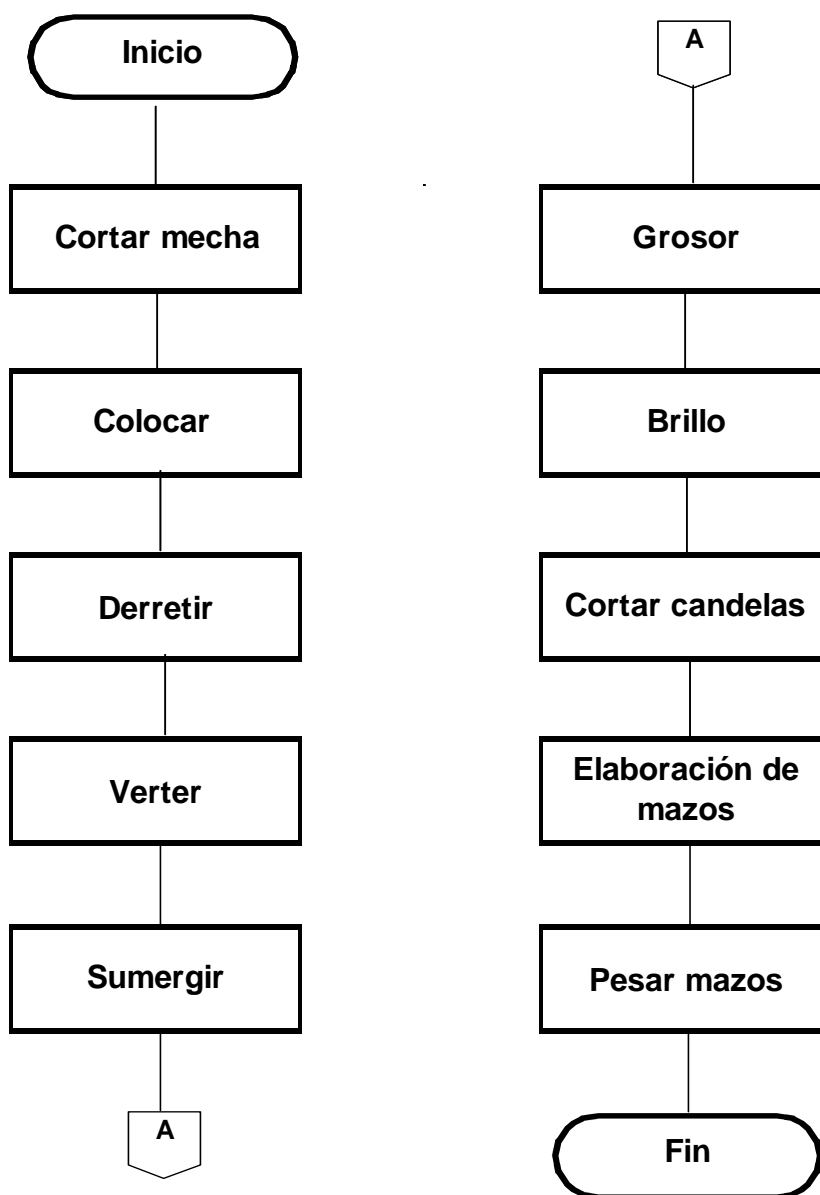 Inicio
Cortar mecha
Colocar
Derretir
Verter
Sumergir
A
A
Grosor
Brillo
Cortar candelas
Elaboración de
mazos
Pesar mazos
Fin